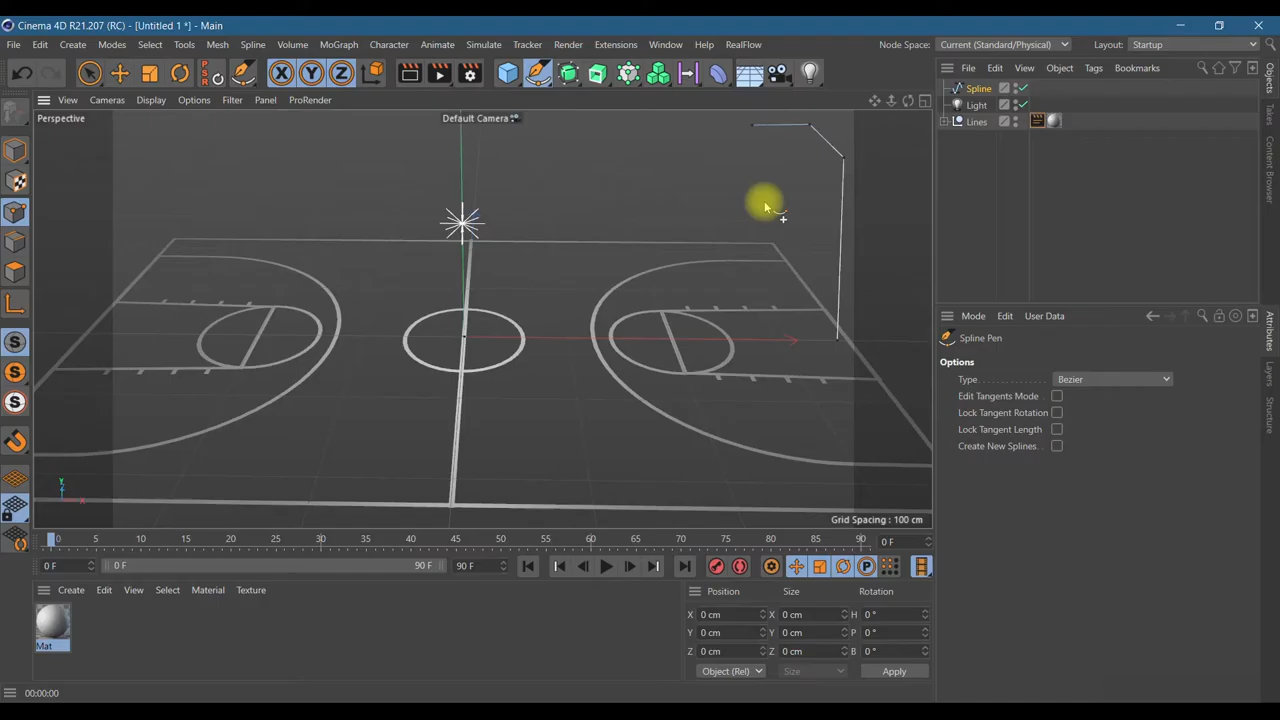 Cinema 4D R21.207 (RC) - [Untitled 1 *] - Main
File Edit Create Modes Select Tools Mesh Spline Volume MoGraph Character Animate Simulate Tracker Render Extensions Window Help RealFlow Node Space: Current (Standard/Physical) Layout: Startup
P S R X Y Z
View Cameras Display Options Filter Panel ProRender
File Edit View Object Tags Bookmarks
Perspective
Default Camera
Spline
Light
Lines
Objects
Takes
Content Browser
S
S
S
Y
X
Mode Edit User Data
Spline Pen
Options
Type Bezier
Edit Tangents Mode
Lock Tangent Rotation
Lock Tangent Length
Create New Splines
Attributes
Layers
Structure
Grid Spacing : 100 cm
0 5 10 15 20 25 30 35 40 45 50 55 60 65 70 75 80 85 90 0 F
0 F 0 F 90 F 90 F P
Create Edit View Select Material Texture
Mat
Position Size Rotation
X 0 cm X 0 cm H 0 °
Y 0 cm Y 0 cm P 0 °
Z 0 cm Z 0 cm B 0 °
Object (Rel) Size Apply
00:00:00